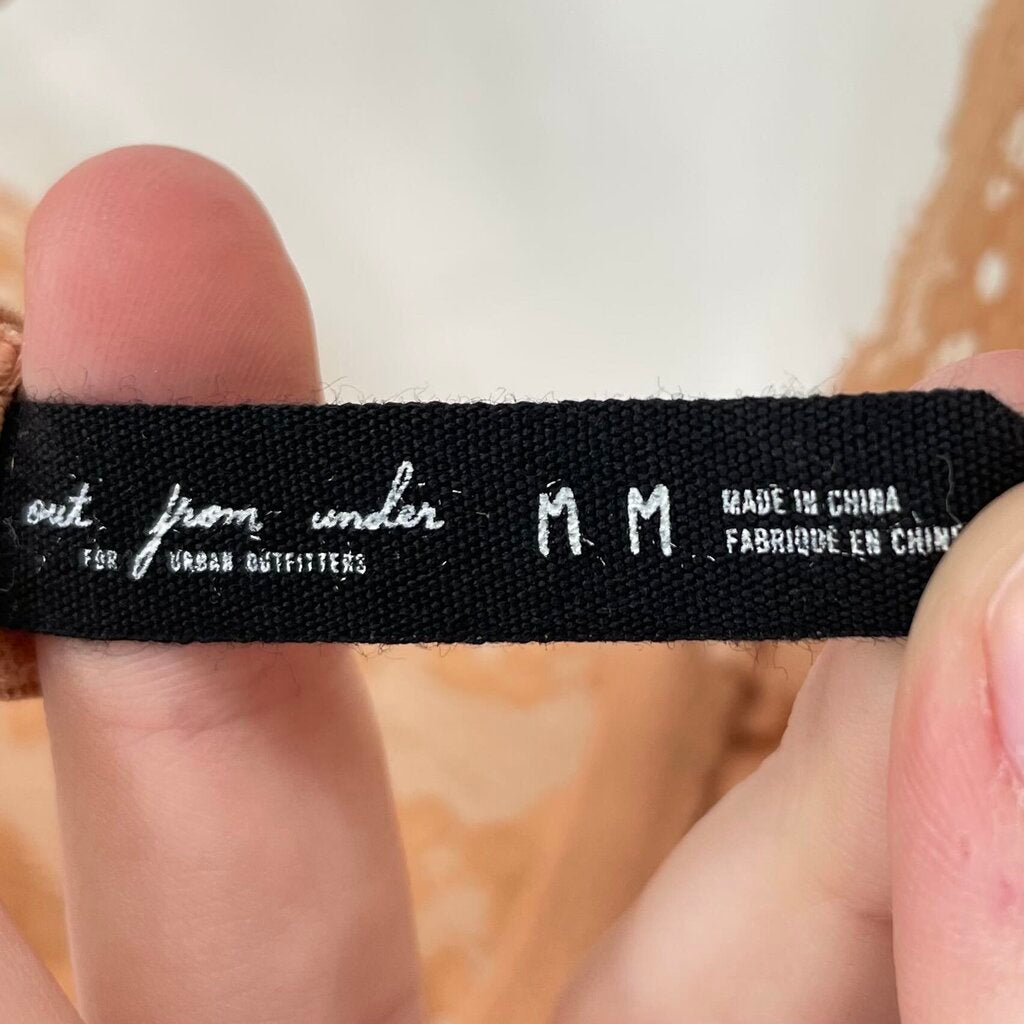 out from under
FOR URBAN OUTFITTERS
M M
MADE IN CHINA
FABRIQUÉ EN CHINE